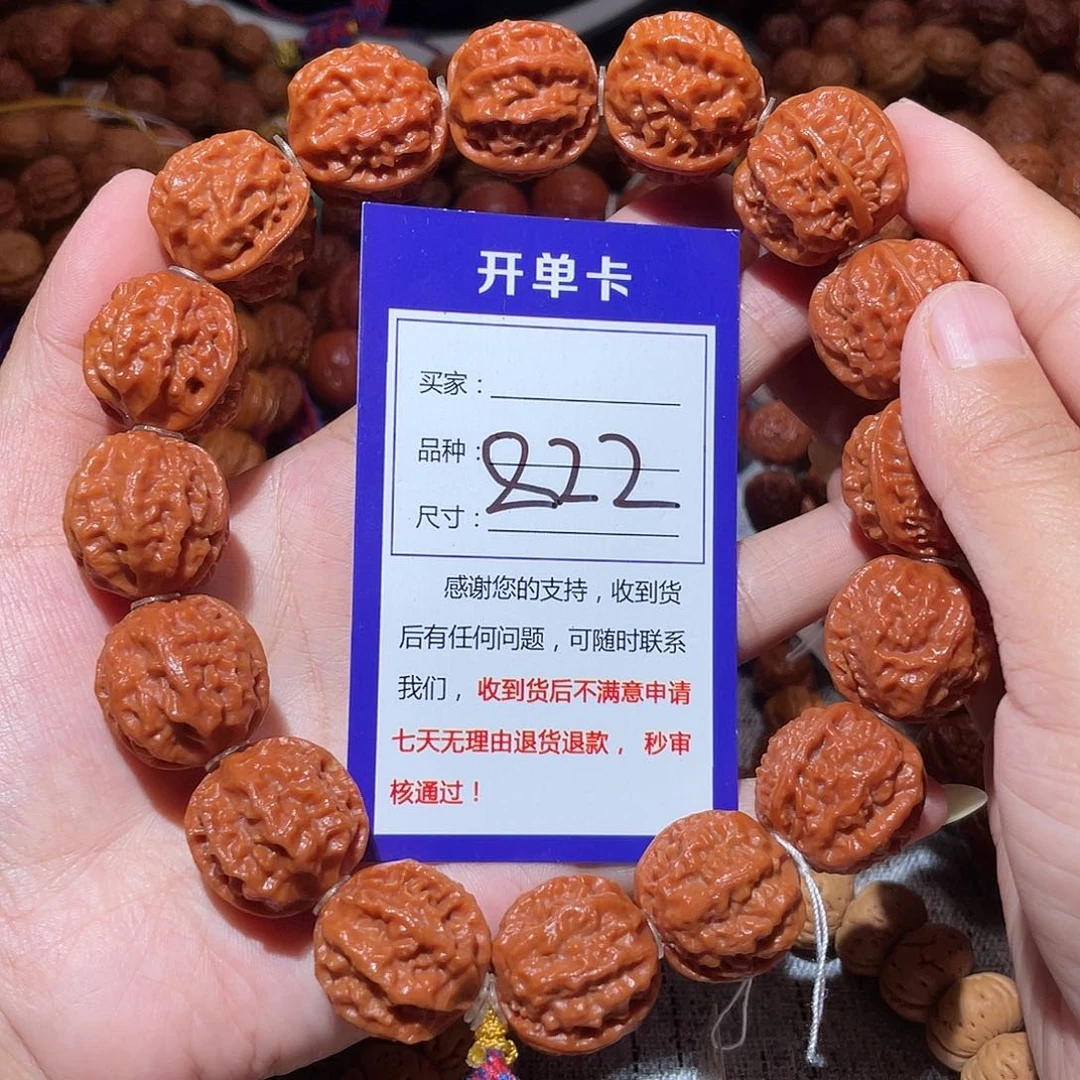 开单卡
买家：
品种：
222
尺寸：
感谢您的支持，收到货
后有任何问题，可随时联系
我们，收到货后不满意申请
七天无理由退货退款，秒审
核通过！